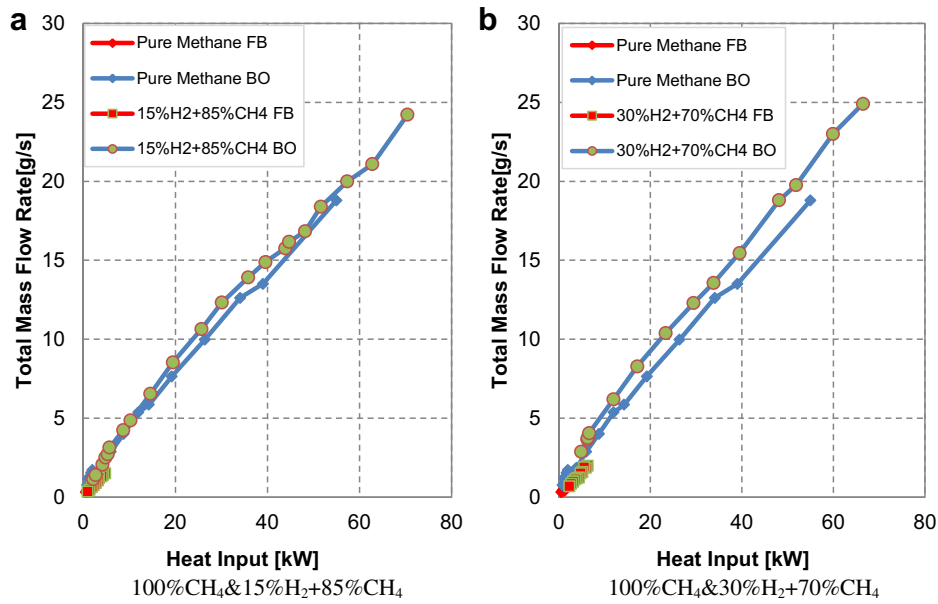 a
30
25
20
15
10
5
0
Total Mass Flow Rate[g/s]
Pure Methane FB
Pure Methane BO
15%H2+85%CH4 FB
15%H2+85%CH4 BO
0 20 40 60 80
Heat Input [kW]
100%CH₄&15%H₂+85%CH₄
b
30
25
20
15
10
5
0
Total Mass Flow Rate[g/s]
Pure Methane FB
Pure Methane BO
30%H2+70%CH4 FB
30%H2+70%CH4 BO
0 20 40 60 80
Heat Input [kW]
100%CH₄&30%H₂+70%CH₄